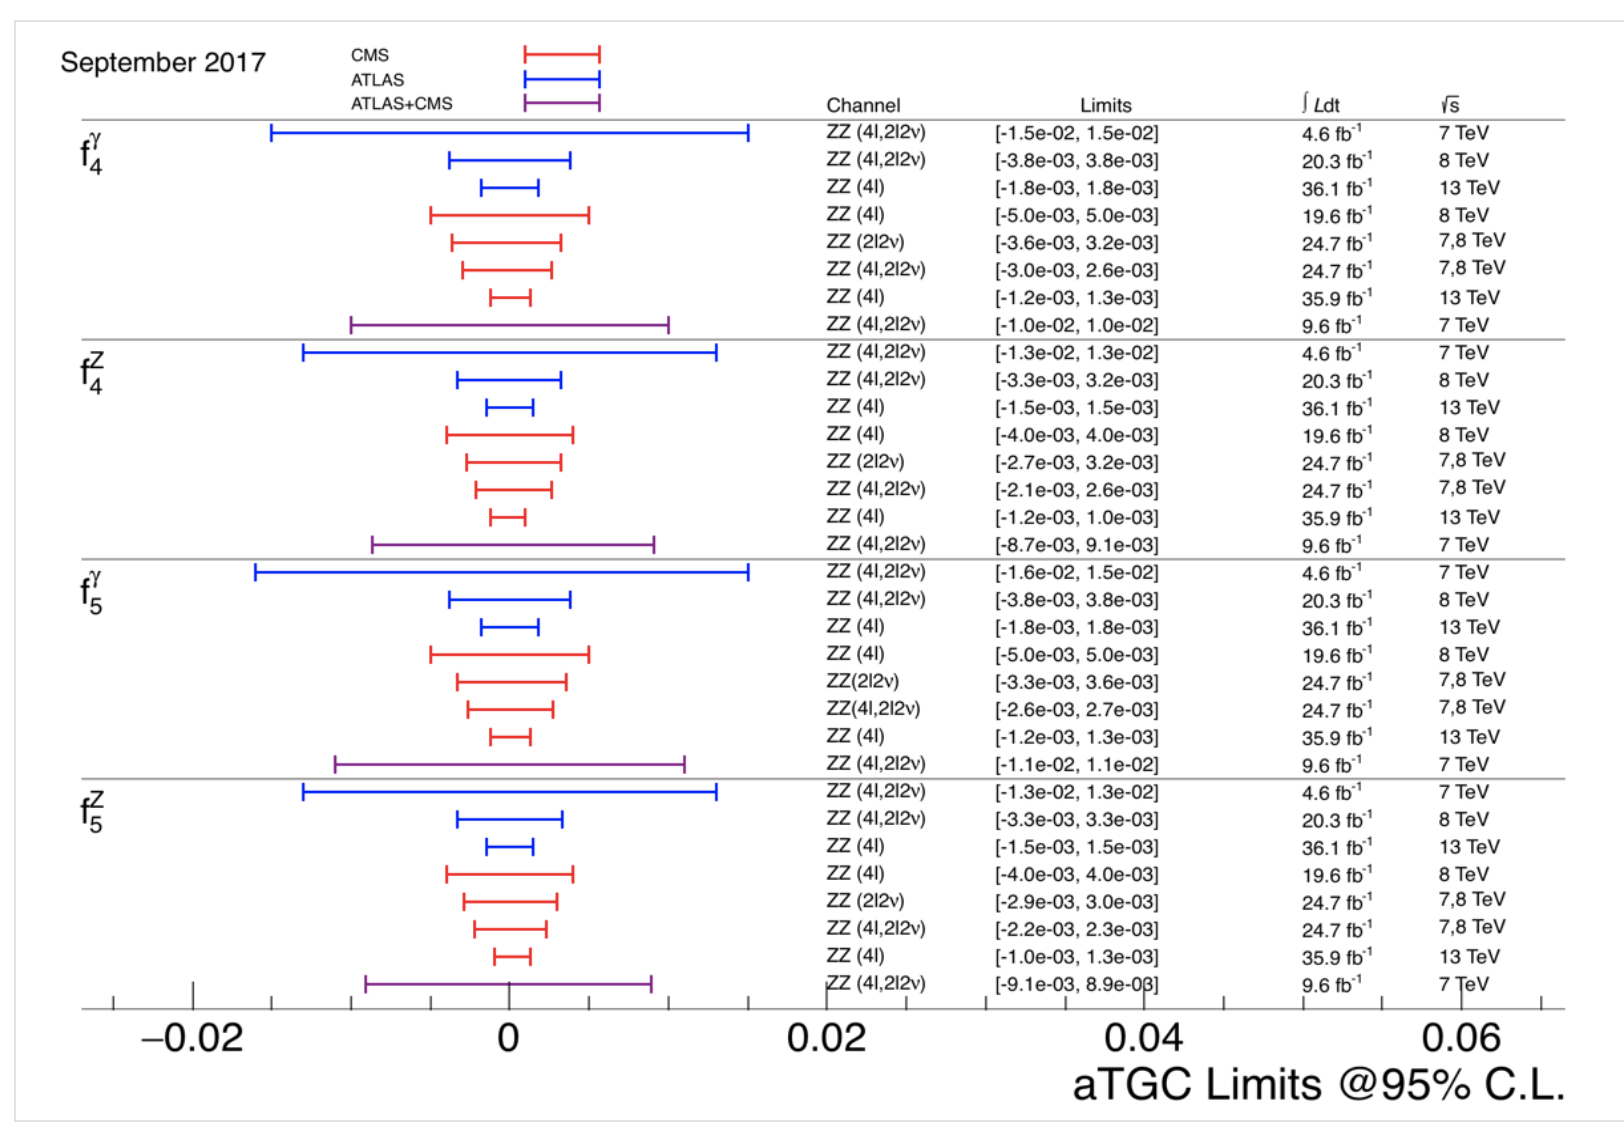 September 2017
CMS
ATLAS
ATLAS+CMS
Channel Limits ∫ Ldt √s
f₄^γ
ZZ (4l,2l2ν) [-1.5e-02, 1.5e-02] 4.6 fb⁻¹ 7 TeV
ZZ (4l,2l2ν) [-3.8e-03, 3.8e-03] 20.3 fb⁻¹ 8 TeV
ZZ (4l) [-1.8e-03, 1.8e-03] 36.1 fb⁻¹ 13 TeV
ZZ (4l) [-5.0e-03, 5.0e-03] 19.6 fb⁻¹ 8 TeV
ZZ (2l2ν) [-3.6e-03, 3.2e-03] 24.7 fb⁻¹ 7,8 TeV
ZZ (4l,2l2ν) [-3.0e-03, 2.6e-03] 24.7 fb⁻¹ 7,8 TeV
ZZ (4l) [-1.2e-03, 1.3e-03] 35.9 fb⁻¹ 13 TeV
ZZ (4l,2l2ν) [-1.0e-02, 1.0e-02] 9.6 fb⁻¹ 7 TeV
f₄^Z
ZZ (4l,2l2ν) [-1.3e-02, 1.3e-02] 4.6 fb⁻¹ 7 TeV
ZZ (4l,2l2ν) [-3.3e-03, 3.2e-03] 20.3 fb⁻¹ 8 TeV
ZZ (4l) [-1.5e-03, 1.5e-03] 36.1 fb⁻¹ 13 TeV
ZZ (4l) [-4.0e-03, 4.0e-03] 19.6 fb⁻¹ 8 TeV
ZZ (2l2ν) [-2.7e-03, 3.2e-03] 24.7 fb⁻¹ 7,8 TeV
ZZ (4l,2l2ν) [-2.1e-03, 2.6e-03] 24.7 fb⁻¹ 7,8 TeV
ZZ (4l) [-1.2e-03, 1.0e-03] 35.9 fb⁻¹ 13 TeV
ZZ (4l,2l2ν) [-8.7e-03, 9.1e-03] 9.6 fb⁻¹ 7 TeV
f₅^γ
ZZ (4l,2l2ν) [-1.6e-02, 1.5e-02] 4.6 fb⁻¹ 7 TeV
ZZ (4l,2l2ν) [-3.8e-03, 3.8e-03] 20.3 fb⁻¹ 8 TeV
ZZ (4l) [-1.8e-03, 1.8e-03] 36.1 fb⁻¹ 13 TeV
ZZ (4l) [-5.0e-03, 5.0e-03] 19.6 fb⁻¹ 8 TeV
ZZ(2l2ν) [-3.3e-03, 3.6e-03] 24.7 fb⁻¹ 7,8 TeV
ZZ(4l,2l2ν) [-2.6e-03, 2.7e-03] 24.7 fb⁻¹ 7,8 TeV
ZZ (4l) [-1.2e-03, 1.3e-03] 35.9 fb⁻¹ 13 TeV
ZZ (4l,2l2ν) [-1.1e-02, 1.1e-02] 9.6 fb⁻¹ 7 TeV
f₅^Z
ZZ (4l,2l2ν) [-1.3e-02, 1.3e-02] 4.6 fb⁻¹ 7 TeV
ZZ (4l,2l2ν) [-3.3e-03, 3.3e-03] 20.3 fb⁻¹ 8 TeV
ZZ (4l) [-1.5e-03, 1.5e-03] 36.1 fb⁻¹ 13 TeV
ZZ (4l) [-4.0e-03, 4.0e-03] 19.6 fb⁻¹ 8 TeV
ZZ (2l2ν) [-2.9e-03, 3.0e-03] 24.7 fb⁻¹ 7,8 TeV
ZZ (4l,2l2ν) [-2.2e-03, 2.3e-03] 24.7 fb⁻¹ 7,8 TeV
ZZ (4l) [-1.0e-03, 1.3e-03] 35.9 fb⁻¹ 13 TeV
ZZ (4l,2l2ν) [-9.1e-03, 8.9e-03] 9.6 fb⁻¹ 7 TeV
−0.02 0 0.02 0.04 0.06
aTGC Limits @95% C.L.